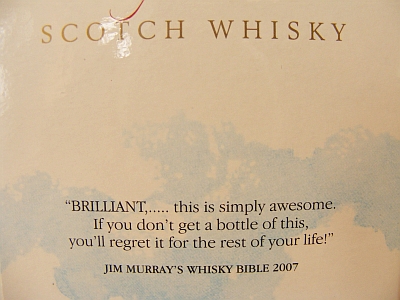 SCOTCH WHISKY
“BRILLIANT,..... this is simply awesome.
If you don't get a bottle of this,
you'll regret it for the rest of your life!”
JIM MURRAY'S WHISKY BIBLE 2007